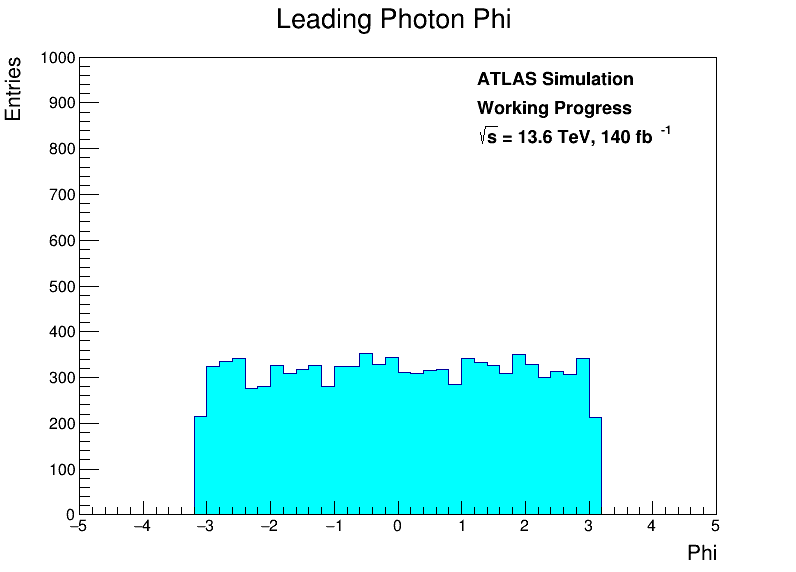 Leading Photon Phi
Entries
1000
900
800
700
600
500
400
300
200
100
0
ATLAS Simulation
Working Progress
√s = 13.6 TeV, 140 fb -1
−5 −4 −3 −2 −1 0 1 2 3 4 5
Phi